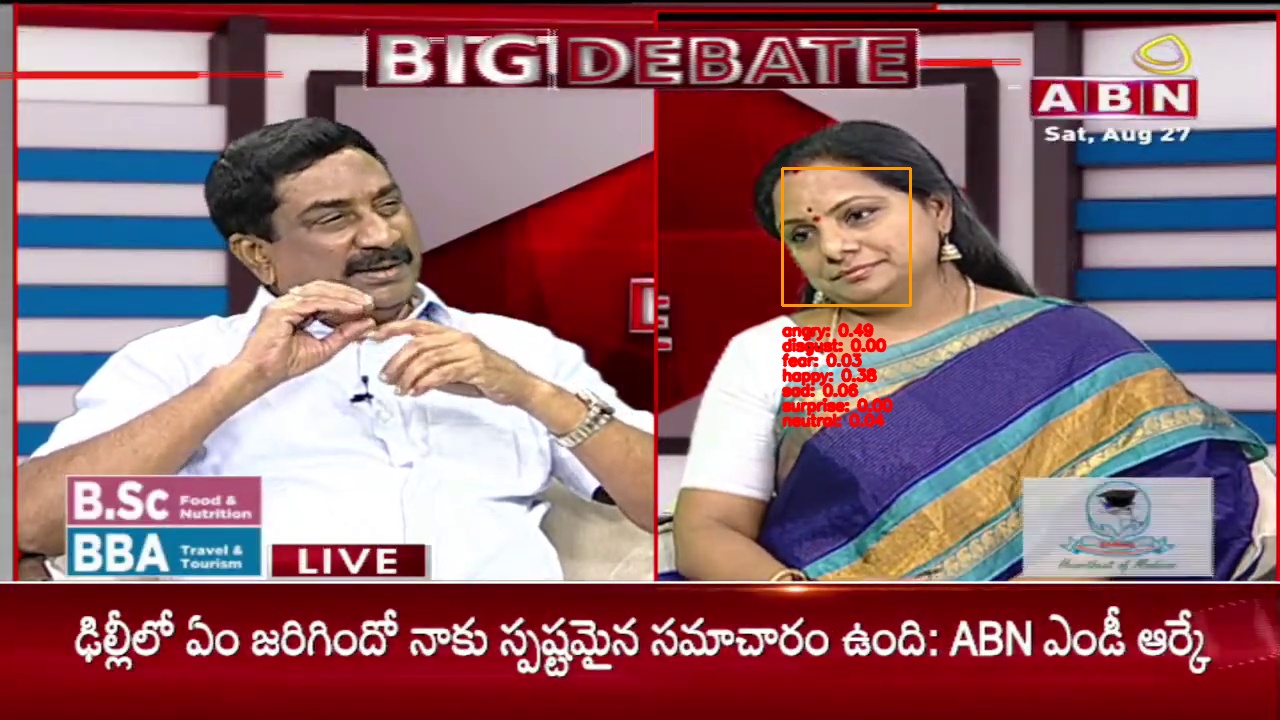 BIG DEBATE
ABN
Sat, Aug 27
angry: 0.49
disgust: 0.00
fear: 0.03
happy: 0.38
sad: 0.06
surprise: 0.00
neutral: 0.04
B.Sc Food &
Nutrition
BBA Travel &
Tourism
LIVE
ఢిల్లీలో ఏం జరిగిందో నాకు స్పష్టమైన సమాచారం ఉంది: ABN ఎండీ ఆర్కే